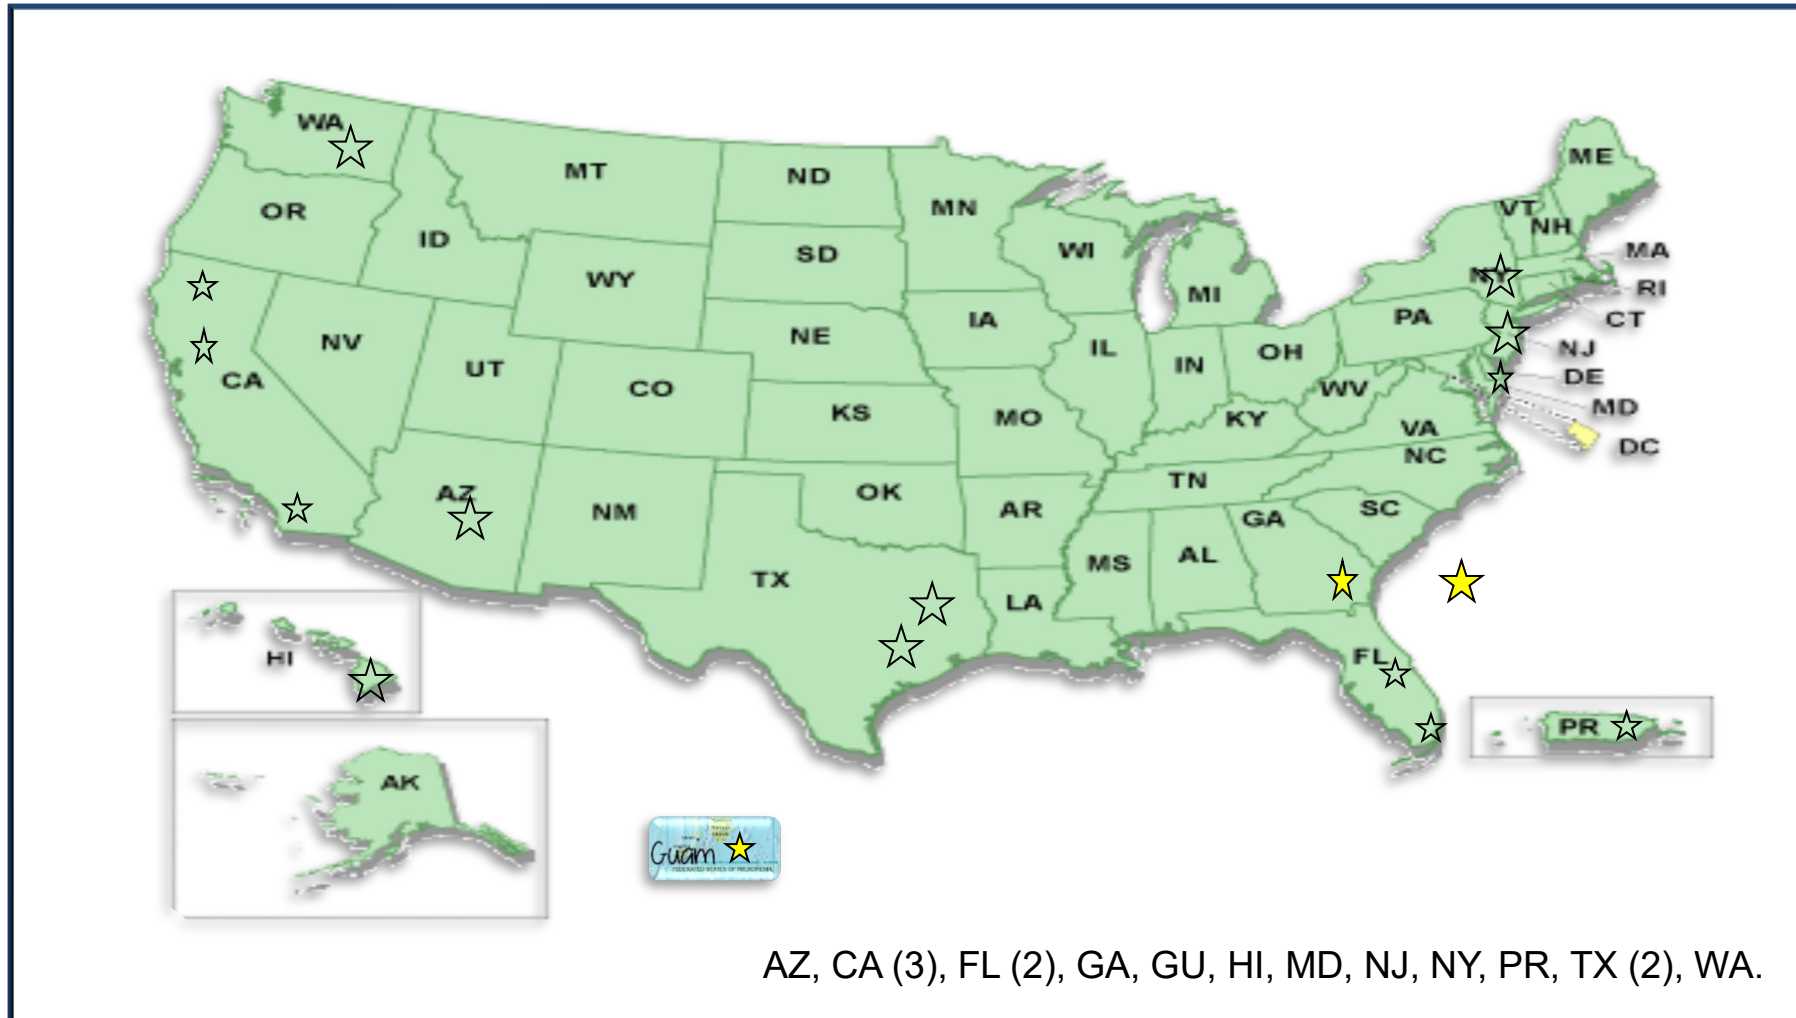 WA
MT
ND
ME
OR
ID
MN
VT
NH
WI
SD
MA
WY
NY
RI
MI
IA
PA
CT
NE
NV
IL
OH
NJ
UT
IN
CA
CO
WV
DE
KS
MO
KY
MD
VA
DC
NC
AZ
OK
TN
NM
AR
SC
GA
TX
MS
AL
LA
HI
FL
PR
AK
Guam
AZ, CA (3), FL (2), GA, GU, HI, MD, NJ, NY, PR, TX (2), WA.